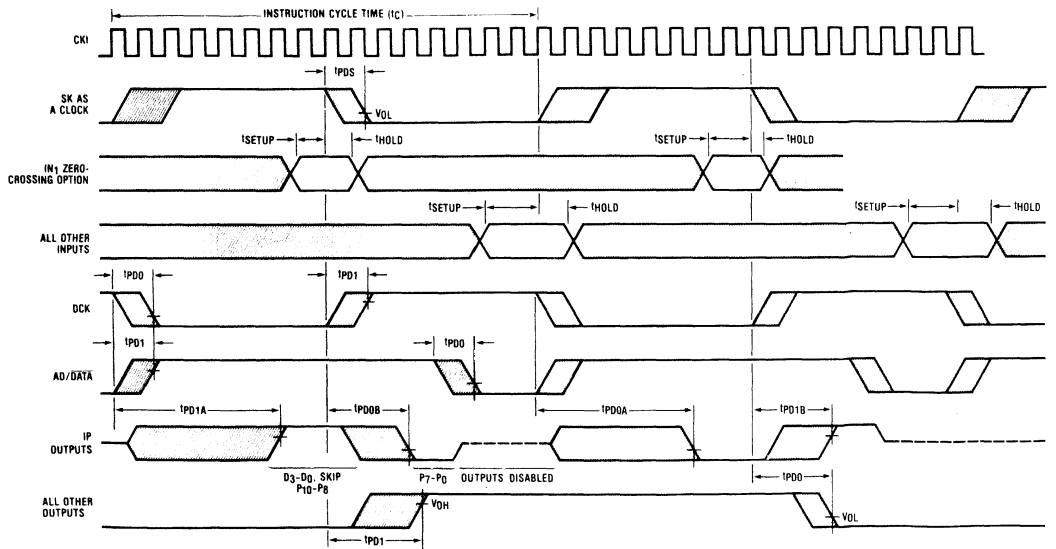 INSTRUCTION CYCLE TIME (tC)
CKI
tPDS
SK AS
A CLOCK
VOL
tSETUP
tHOLD
tSETUP
tHOLD
IN1 ZERO-
CROSSING OPTION
tSETUP
tHOLD
tSETUP
tHOLD
ALL OTHER
INPUTS
tPD0
tPD1
DCK
tPD1
tPD0
AD/DATA
tPD1A
tPD0B
tPD0A
tPD1B
IP
OUTPUTS
D3-D0, SKIP
P10-P8
P7-P0
OUTPUTS DISABLED
tPD0
ALL OTHER
OUTPUTS
VOH
VOL
tPD1